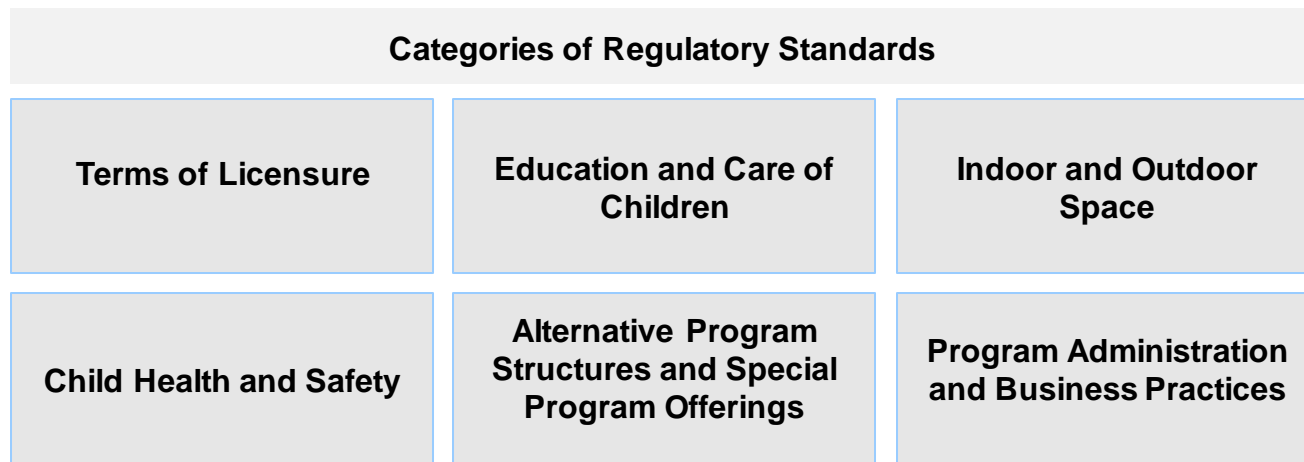 Categories of Regulatory Standards
Terms of Licensure
Education and Care of
Children
Indoor and Outdoor
Space
Child Health and Safety
Alternative Program
Structures and Special
Program Offerings
Program Administration
and Business Practices